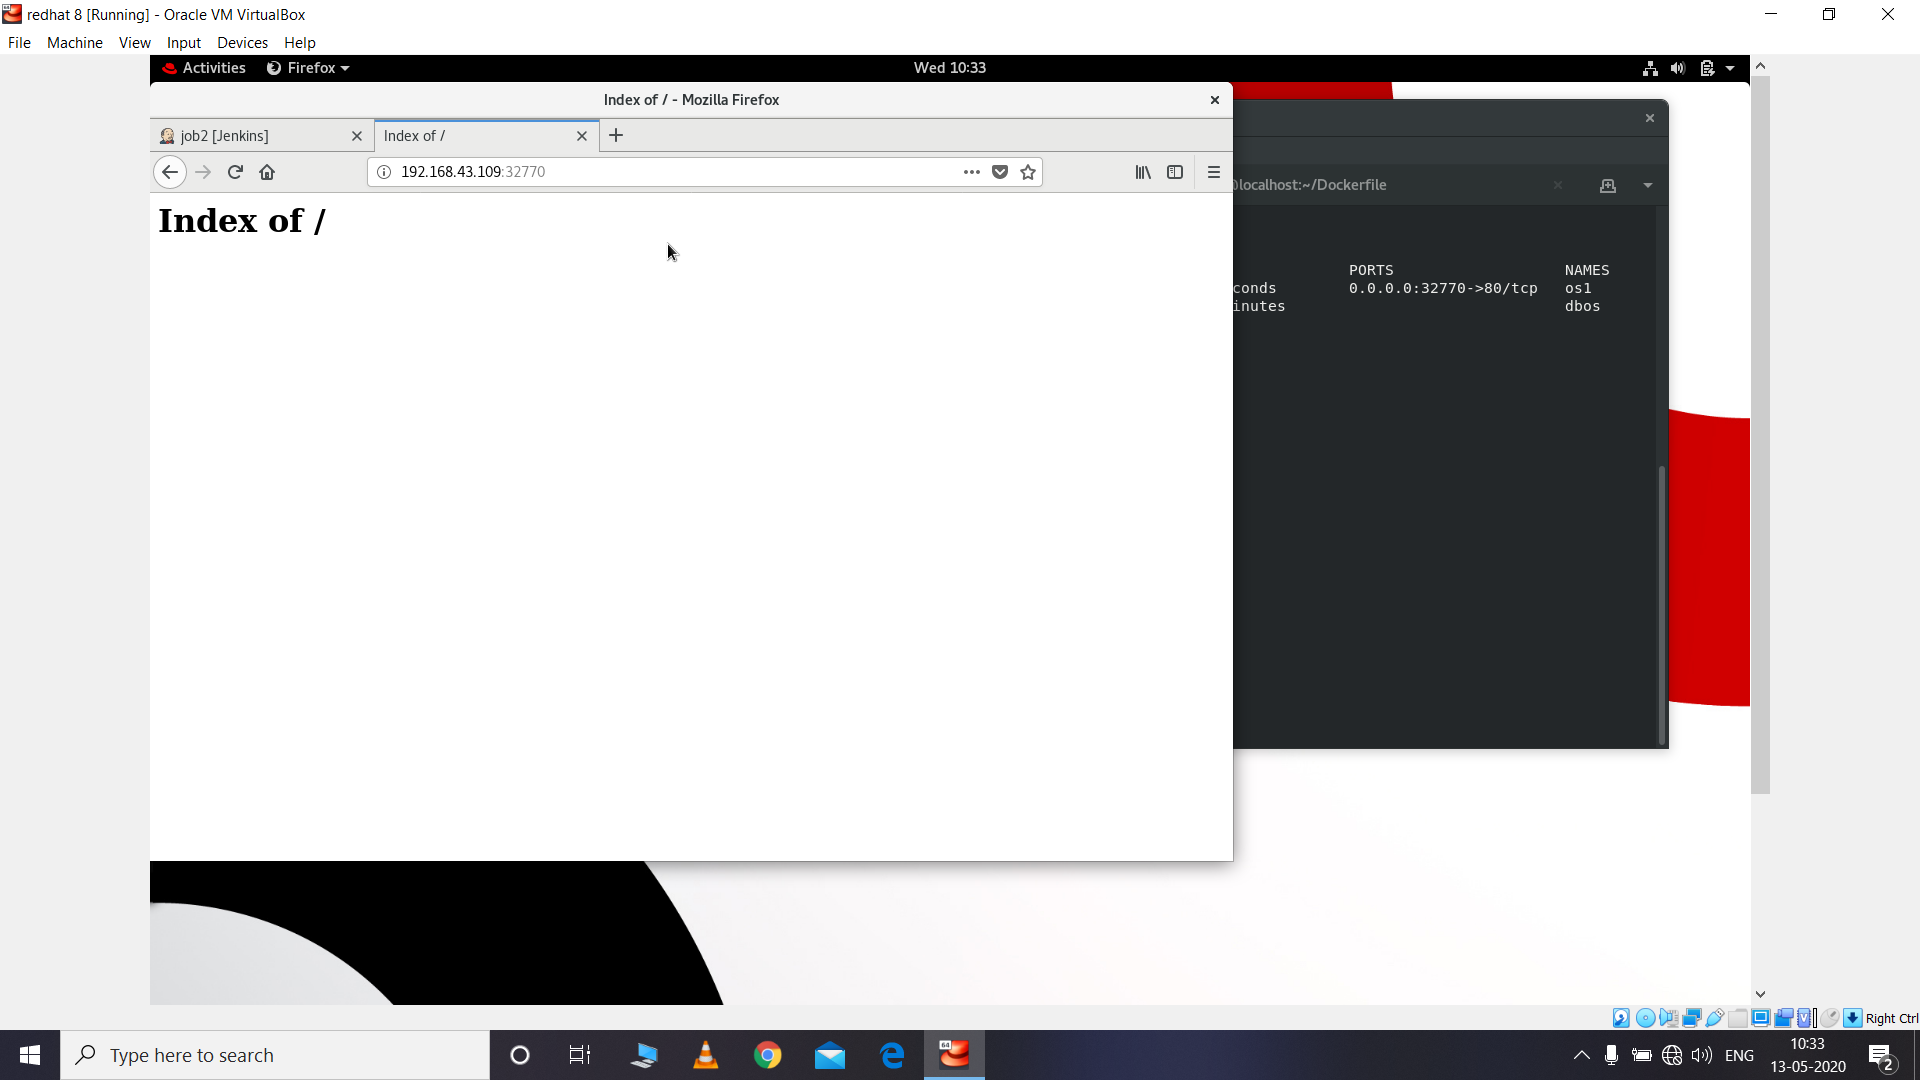 redhat 8 [Running] - Oracle VM VirtualBox
File Machine View Input Devices Help
Activities Firefox Wed 10:33
Index of / - Mozilla Firefox
job2 [Jenkins] Index of /
192.168.43.109:32770
Index of /
localhost:~/Dockerfile
PORTS NAMES
conds 0.0.0.0:32770->80/tcp os1
inutes dbos
Right Ctrl
Type here to search
64
ENG
10:33
13-05-2020
2